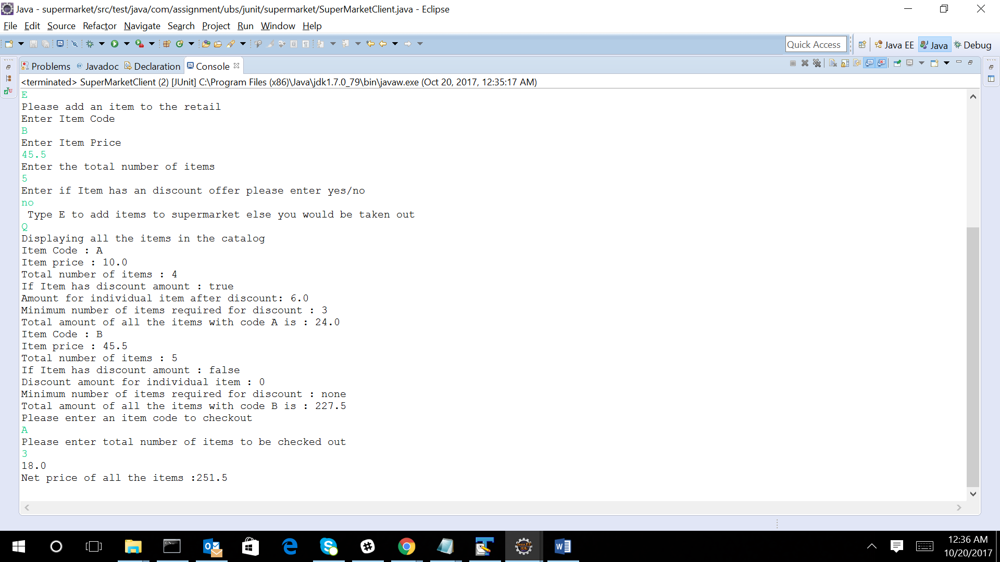 Java - supermarket/src/test/java/com/assignment/ubs/junit/supermarket/SuperMarketClient.java - Eclipse
File Edit Source Refactor Navigate Search Project Run Window Help
Quick Access Java EE Java Debug
Problems @ Javadoc Declaration Console
<terminated> SuperMarketClient (2) [JUnit] C:\Program Files (x86)\Java\jdk1.7.0_79\bin\javaw.exe (Oct 20, 2017, 12:35:17 AM)
E
Please add an item to the retail
Enter Item Code
B
Enter Item Price
45.5
Enter the total number of items
5
Enter if Item has an discount offer please enter yes/no
no
Type E to add items to supermarket else you would be taken out
Q
Displaying all the items in the catalog
Item Code : A
Item price : 10.0
Total number of items : 4
If Item has discount amount : true
Amount for individual item after discount: 6.0
Minimum number of items required for discount : 3
Total amount of all the items with code A is : 24.0
Item Code : B
Item price : 45.5
Total number of items : 5
If Item has discount amount : false
Discount amount for individual item : 0
Minimum number of items required for discount : none
Total amount of all the items with code B is : 227.5
Please enter an item code to checkout
A
Please enter total number of items to be checked out
3
18.0
Net price of all the items :251.5
12:36 AM
10/20/2017